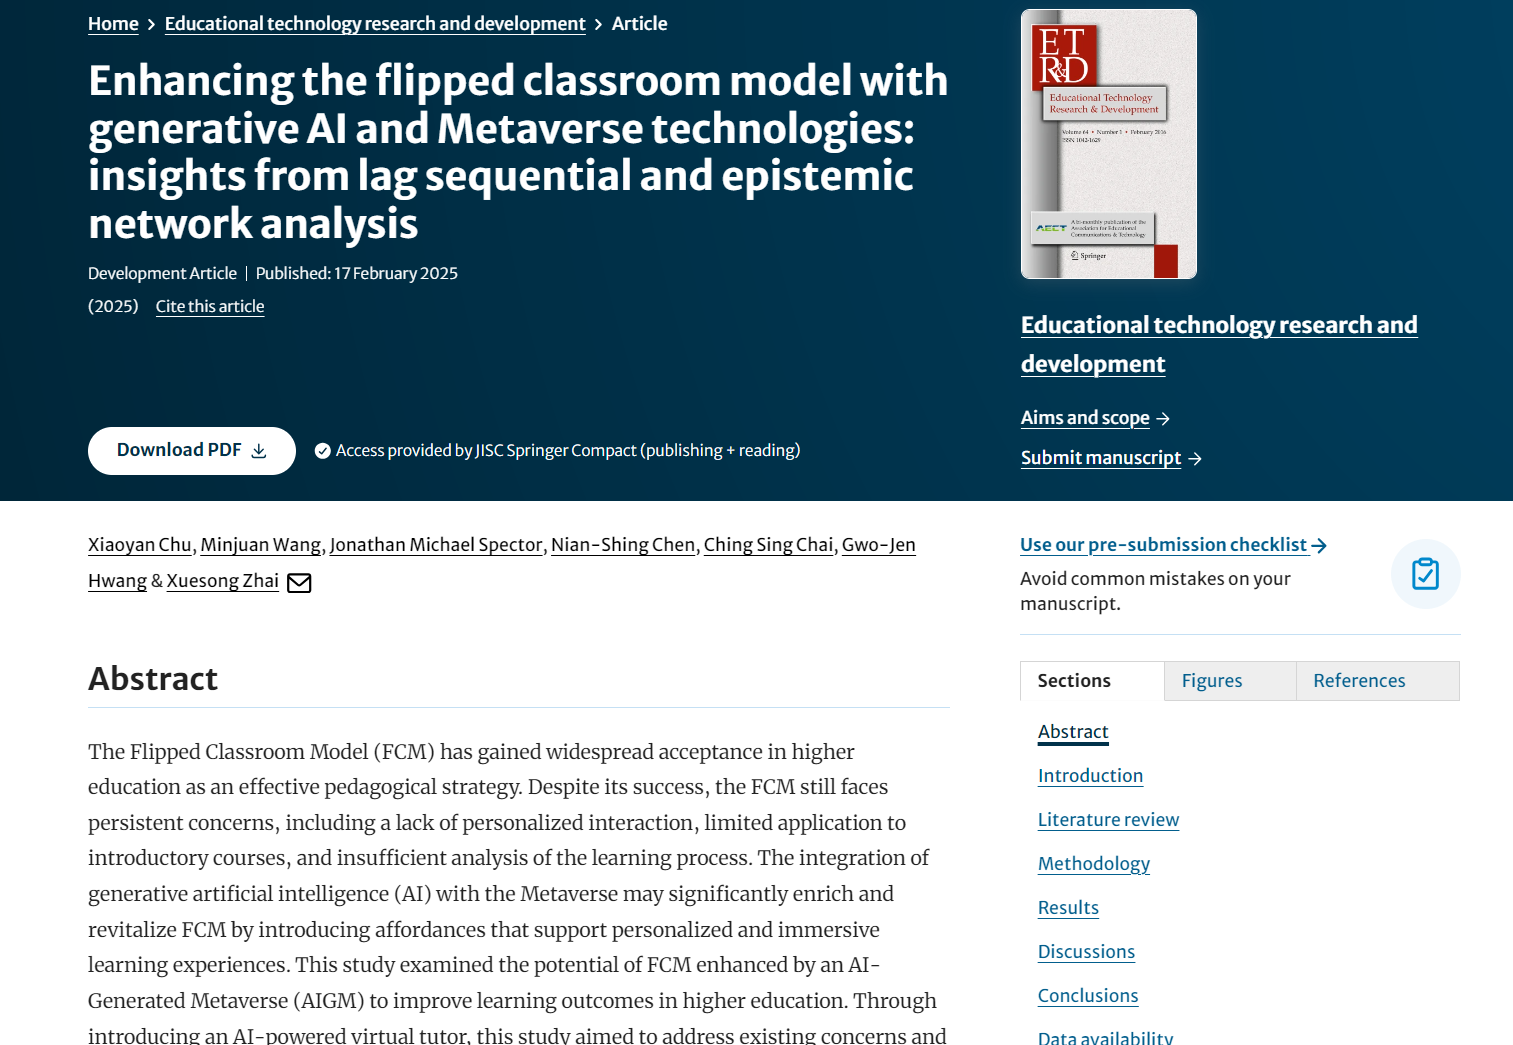 Home > Educational technology research and development > Article
Enhancing the flipped classroom model with
generative AI and Metaverse technologies:
insights from lag sequential and epistemic
network analysis
Development Article | Published: 17 February 2025
(2025) Cite this article
Download PDF
Access provided by JISC Springer Compact (publishing + reading)
ET
R&D
Educational Technology
Research & Development
Volume 64 • Number 1 • February 2016
ISSN 1042-1629
AECT
A bi-monthly publication of the
Association for Educational
Communications & Technology
Springer
Educational technology research and
development
Aims and scope →
Submit manuscript →
Xiaoyan Chu, Minjuan Wang, Jonathan Michael Spector, Nian-Shing Chen, Ching Sing Chai, Gwo-Jen
Hwang & Xuesong Zhai
Abstract
The Flipped Classroom Model (FCM) has gained widespread acceptance in higher
education as an effective pedagogical strategy. Despite its success, the FCM still faces
persistent concerns, including a lack of personalized interaction, limited application to
introductory courses, and insufficient analysis of the learning process. The integration of
generative artificial intelligence (AI) with the Metaverse may significantly enrich and
revitalize FCM by introducing affordances that support personalized and immersive
learning experiences. This study examined the potential of FCM enhanced by an AI-
Generated Metaverse (AIGM) to improve learning outcomes in higher education. Through
introducing an AI-powered virtual tutor, this study aimed to address existing concerns and
Use our pre-submission checklist →
Avoid common mistakes on your
manuscript.
Sections
Figures
References
Abstract
Introduction
Literature review
Methodology
Results
Discussions
Conclusions
Data availability